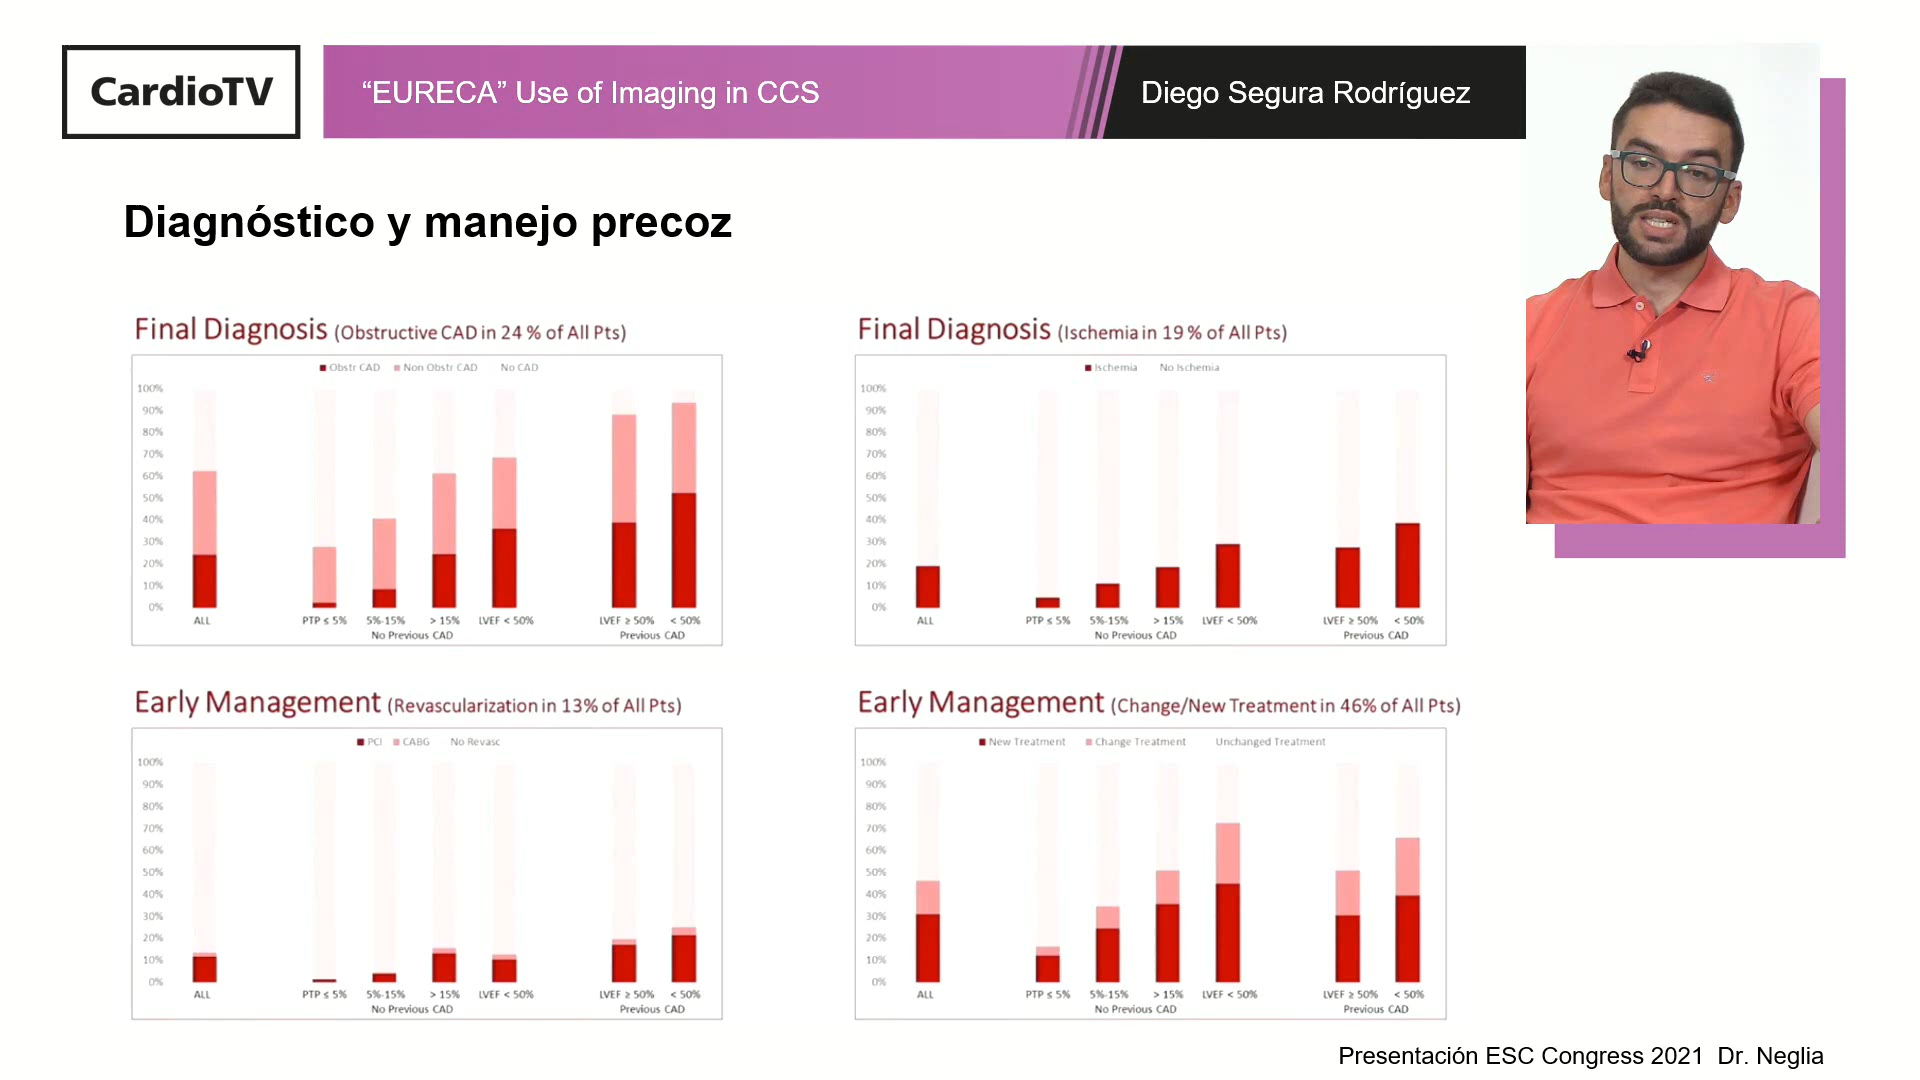 CardioTV
“EURECA” Use of Imaging in CCS
Diego Segura Rodríguez
Diagnóstico y manejo precoz
Final Diagnosis (Obstructive CAD in 24 % of All Pts)
Obstr CAD Non Obstr CAD No CAD
100%
90%
80%
70%
60%
50%
40%
30%
20%
10%
0%
ALL PTP ≤ 5% 5%-15% > 15% LVEF < 50% LVEF ≥ 50% < 50%
No Previous CAD Previous CAD
Final Diagnosis (Ischemia in 19 % of All Pts)
Ischemia No Ischemia
100%
90%
80%
70%
60%
50%
40%
30%
20%
10%
0%
ALL PTP ≤ 5% 5%-15% > 15% LVEF < 50% LVEF ≥ 50% < 50%
No Previous CAD Previous CAD
Early Management (Revascularization in 13% of All Pts)
PCI CABG No Revasc
100%
90%
80%
70%
60%
50%
40%
30%
20%
10%
0%
ALL PTP ≤ 5% 5%-15% > 15% LVEF < 50% LVEF ≥ 50% < 50%
No Previous CAD Previous CAD
Early Management (Change/New Treatment in 46% of All Pts)
New Treatment Change Treatment Unchanged Treatment
100%
90%
80%
70%
60%
50%
40%
30%
20%
10%
0%
ALL PTP ≤ 5% 5%-15% > 15% LVEF < 50% LVEF ≥ 50% < 50%
No Previous CAD Previous CAD
Presentación ESC Congress 2021 Dr. Neglia